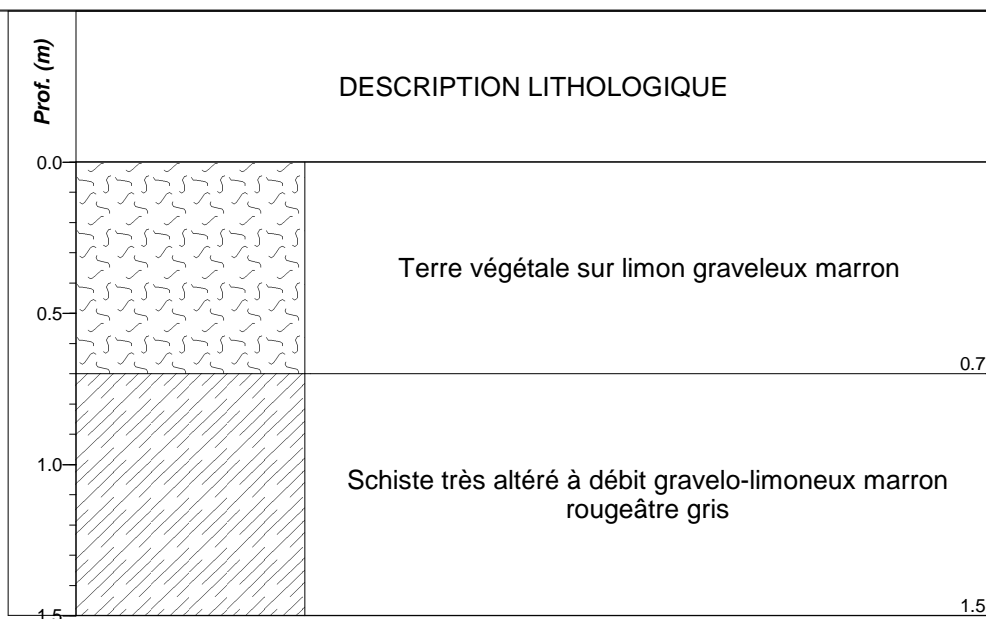 Prof. (m)
DESCRIPTION LITHOLOGIQUE
0.0
Terre végétale sur limon graveleux marron
0.5
0.7
1.0
Schiste très altéré à débit gravelo-limoneux marron
rougeâtre gris
1.5
1.5